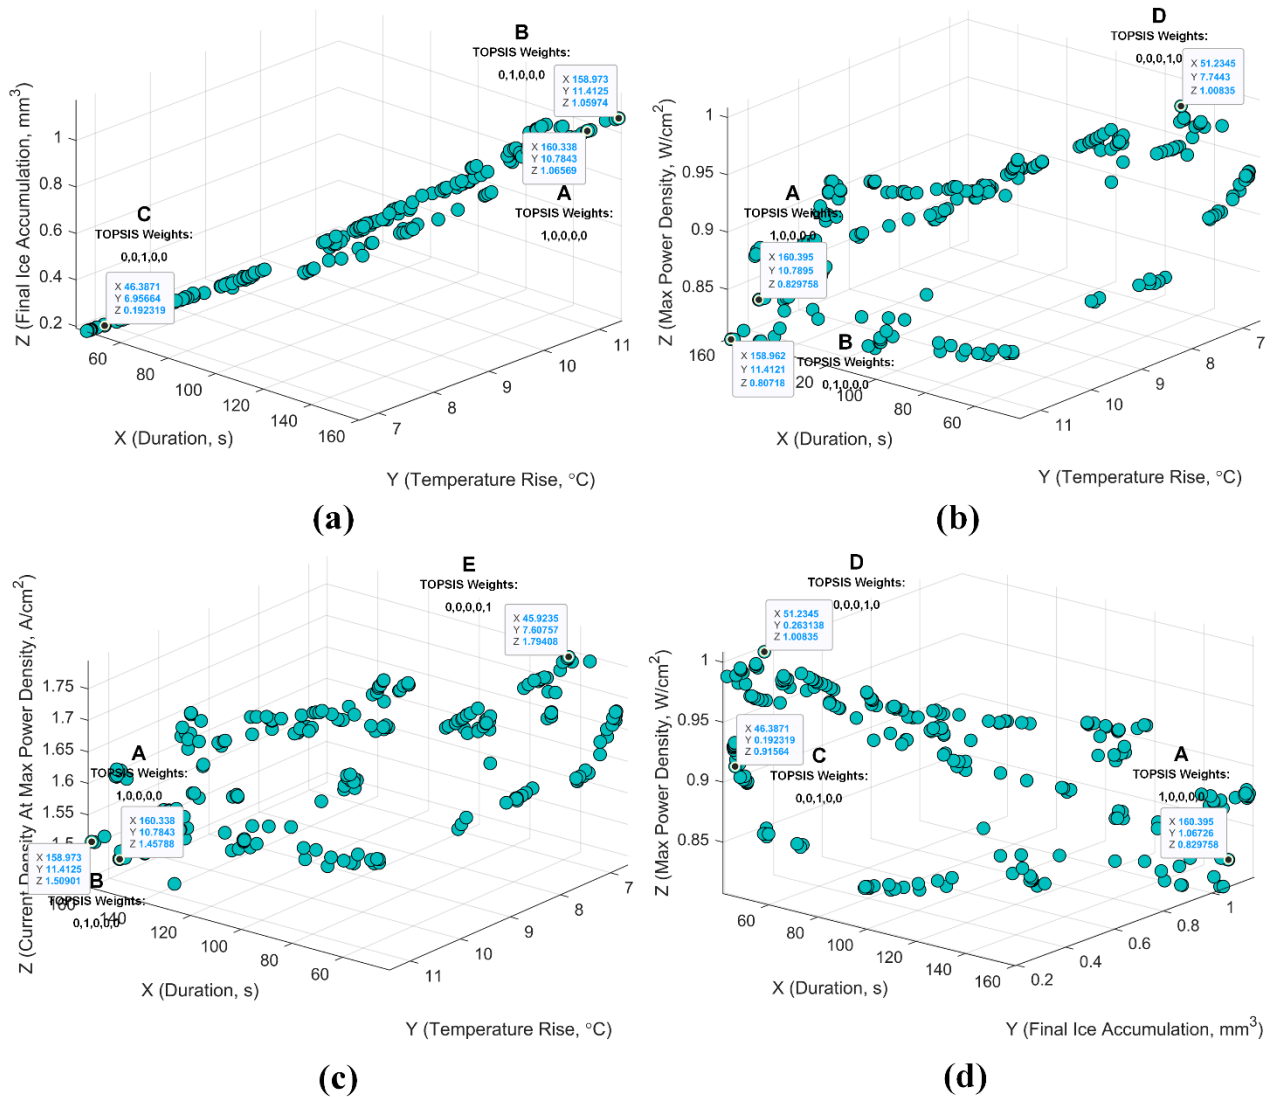 B
TOPSIS Weights:
0,1,0,0,0
X 158.973
Y 11.4125
Z 1.05974
X 160.338
Y 10.7843
Z 1.06569
A
TOPSIS Weights:
1,0,0,0,0
C
TOPSIS Weights:
0,0,1,0,0
X 46.3871
Y 6.95664
Z 0.192319
Z (Final Ice Accumulation, mm³)
1
0.8
0.6
0.4
0.2
60
80
100
120
140
160
7
8
9
10
11
X (Duration, s)
Y (Temperature Rise, °C)
(a)
D
TOPSIS Weights:
0,0,0,1,0
X 51.2345
Y 7.7443
Z 1.00835
A
TOPSIS Weights:
1,0,0,0,0
X 160.395
Y 10.7895
Z 0.829758
X 158.962
Y 11.4121
Z 0.80718
B
TOPSIS Weights:
0,1,0,0,0
Z (Max Power Density, W/cm²)
1
0.95
0.9
0.85
160
20
100
80
60
11
10
9
8
7
X (Duration, s)
Y (Temperature Rise, °C)
(b)
E
TOPSIS Weights:
0,0,0,0,1
X 45.9235
Y 7.60757
Z 1.79408
A
TOPSIS Weights:
1,0,0,0,0
X 160.338
Y 10.7843
Z 1.45788
X 158.973
Y 11.4125
Z 1.50901
B
TOPSIS Weights:
0,1,0,0,0
Z (Current Density At Max Power Density, A/cm²)
1.75
1.7
1.65
1.6
1.55
1.5
160
140
120
100
80
60
11
10
9
8
7
X (Duration, s)
Y (Temperature Rise, °C)
(c)
D
TOPSIS Weights:
0,0,0,1,0
X 51.2345
Y 0.263138
Z 1.00835
X 46.3871
Y 0.192319
Z 0.91564
C
TOPSIS Weights:
0,0,1,0,0
A
TOPSIS Weights:
1,0,0,0,0
X 160.395
Y 1.06726
Z 0.829758
Z (Max Power Density, W/cm²)
1
0.95
0.9
0.85
60
80
100
120
140
160
0.2
0.4
0.6
0.8
1
X (Duration, s)
Y (Final Ice Accumulation, mm³)
(d)